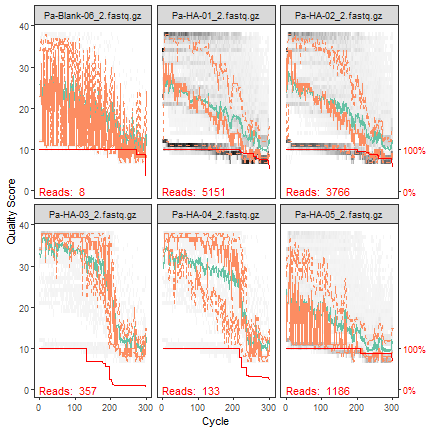 Pa-Blank-06_2.fastq.gz Pa-HA-01_2.fastq.gz Pa-HA-02_2.fastq.gz
40
30
20
10 100%
0 0%
Reads: 8 Reads: 5151 Reads: 3766
Quality Score
Pa-HA-03_2.fastq.gz Pa-HA-04_2.fastq.gz Pa-HA-05_2.fastq.gz
40
30
20
10 100%
0 0%
Reads: 357 Reads: 133 Reads: 1186
0 100 200 300 0 100 200 300 0 100 200 300
Cycle